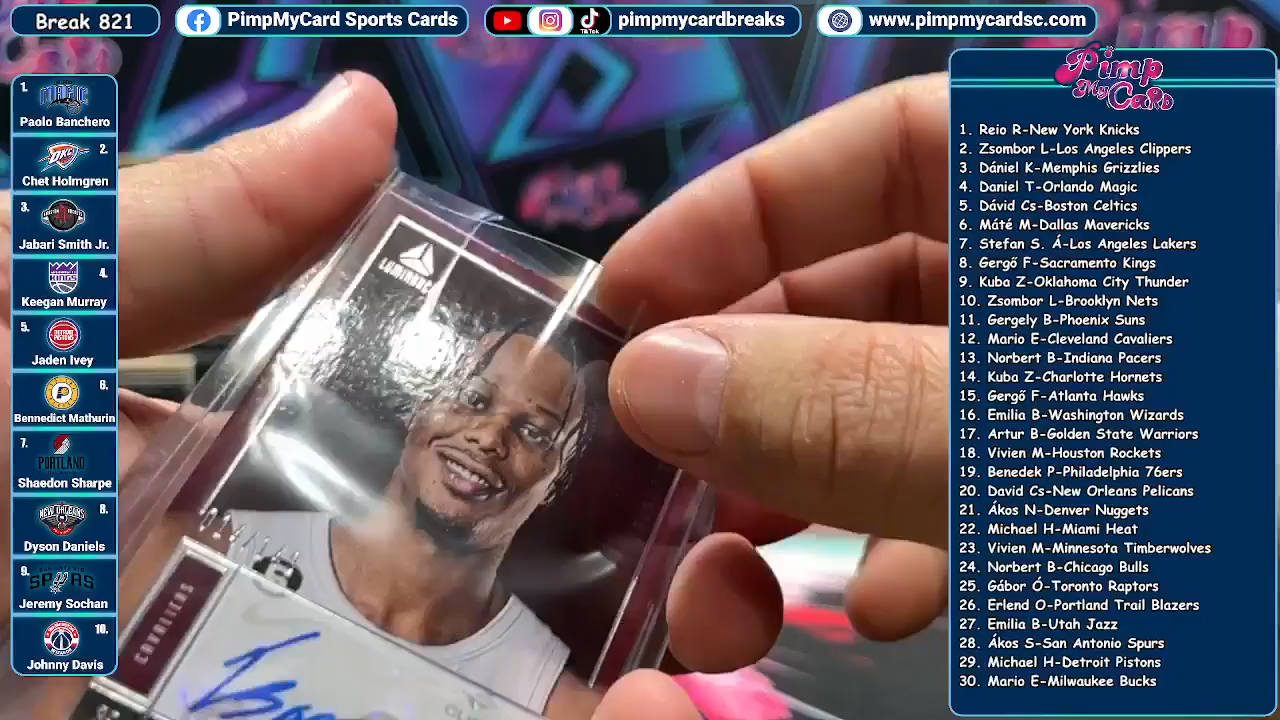 Break 821
PimpMyCard Sports Cards
TikTok
pimpmycardbreaks
www.pimpmycardsc.com
1.
MAGIC
Paolo Banchero
2.
OKC
Chet Holmgren
3.
Jabari Smith Jr.
4.
KINGS
Keegan Murray
5.
DETROIT
PISTONS
Jaden Ivey
6.
Bennedict Mathurin
7.
PORTLAND
Shaedon Sharpe
8.
NEW ORLEANS
Dyson Daniels
9.
SPURS
Jeremy Sochan
10.
Johnny Davis
Pimp
My Card
1. Reio R-New York Knicks
2. Zsombor L-Los Angeles Clippers
3. Dániel K-Memphis Grizzlies
4. Daniel T-Orlando Magic
5. Dávid Cs-Boston Celtics
6. Máté M-Dallas Mavericks
7. Stefan S. Á-Los Angeles Lakers
8. Gergő F-Sacramento Kings
9. Kuba Z-Oklahoma City Thunder
10. Zsombor L-Brooklyn Nets
11. Gergely B-Phoenix Suns
12. Mario E-Cleveland Cavaliers
13. Norbert B-Indiana Pacers
14. Kuba Z-Charlotte Hornets
15. Gergő F-Atlanta Hawks
16. Emilia B-Washington Wizards
17. Artur B-Golden State Warriors
18. Vivien M-Houston Rockets
19. Benedek P-Philadelphia 76ers
20. David Cs-New Orleans Pelicans
21. Ákos N-Denver Nuggets
22. Michael H-Miami Heat
23. Vivien M-Minnesota Timberwolves
24. Norbert B-Chicago Bulls
25. Gábor Ó-Toronto Raptors
26. Erlend O-Portland Trail Blazers
27. Emilia B-Utah Jazz
28. Ákos S-San Antonio Spurs
29. Michael H-Detroit Pistons
30. Mario E-Milwaukee Bucks
LUMINANCE
CAVALIERS